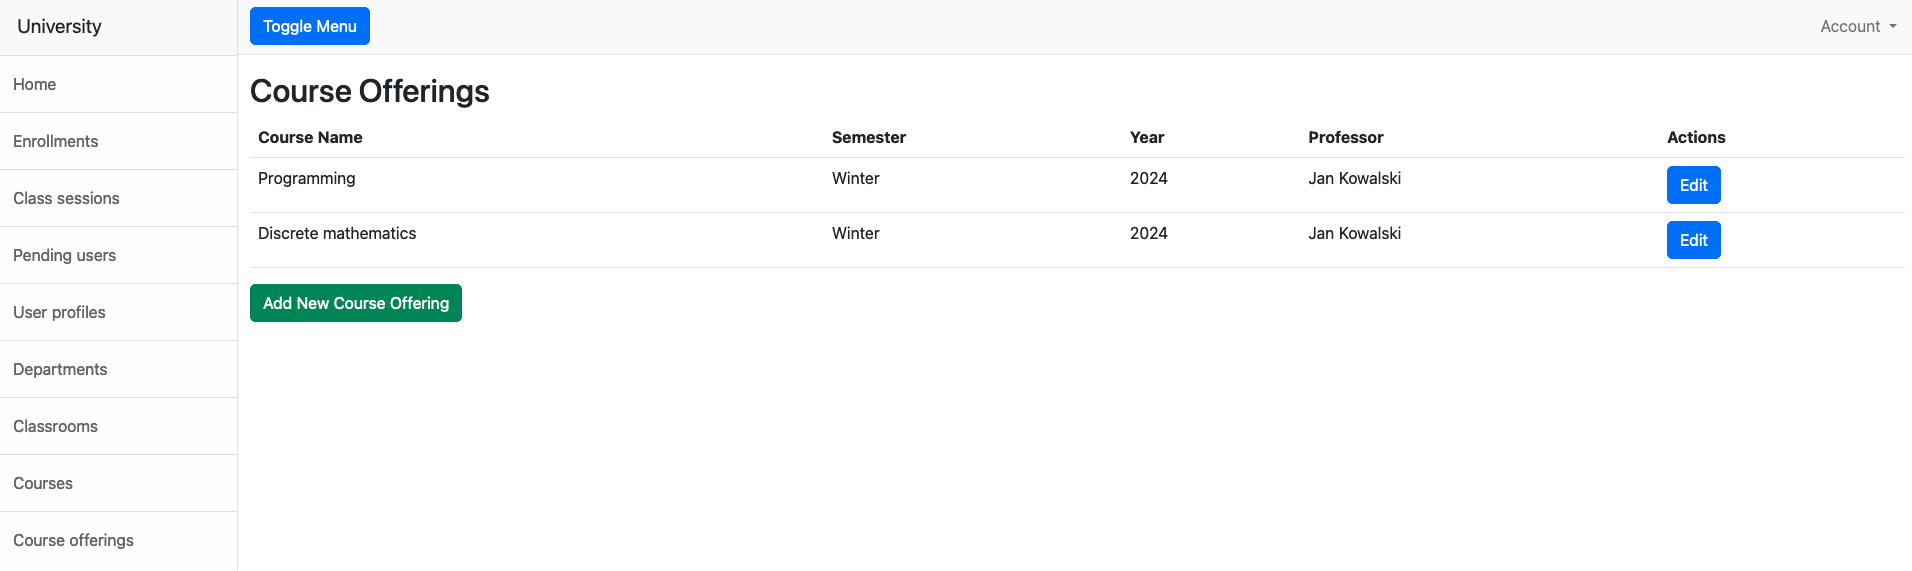 University
Toggle Menu
Account
Home
Enrollments
Class sessions
Pending users
User profiles
Departments
Classrooms
Courses
Course offerings
Course Offerings
Course Name Semester Year Professor Actions
Programming Winter 2024 Jan Kowalski Edit
Discrete mathematics Winter 2024 Jan Kowalski Edit
Add New Course Offering